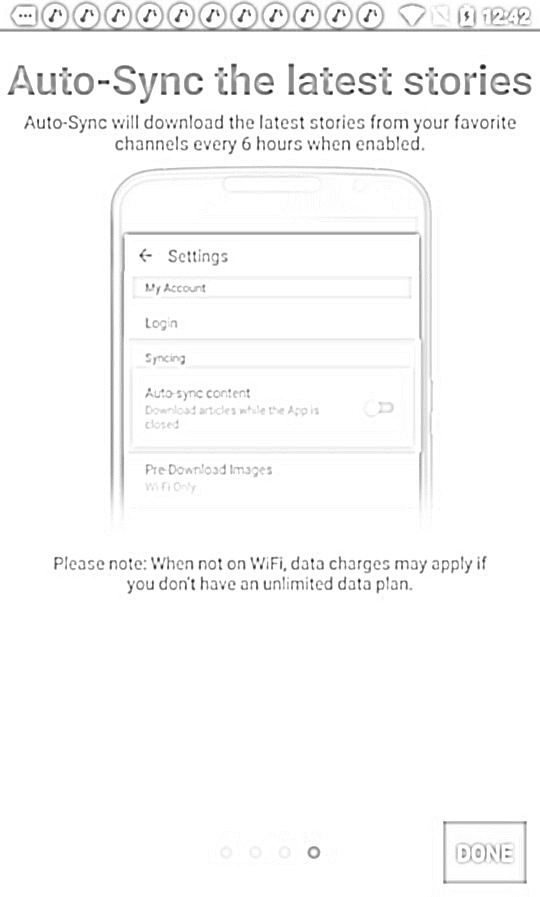 12:42
Auto-Sync the latest stories
Auto-Sync will download the latest stories from your favorite
channels every 6 hours when enabled.
Settings
My Account
Login
Syncing
Auto-sync content
Download articles while the App is
closed
Pre-Download Images
Wi-Fi Only
Please note: When not on WiFi, data charges may apply if
you don't have an unlimited data plan.
DONE